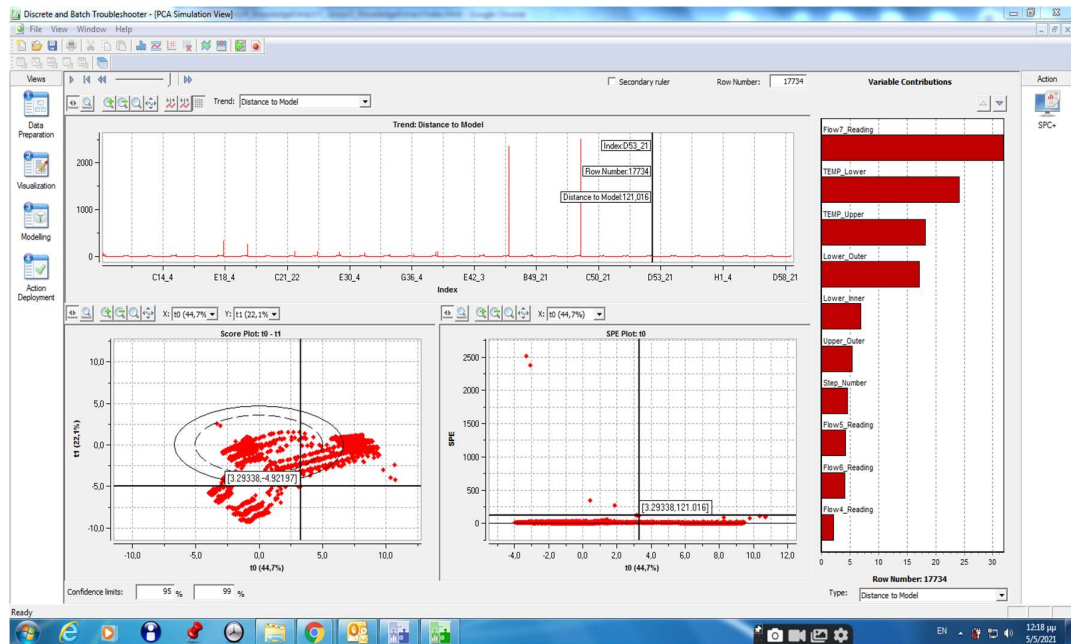 Discrete and Batch Troubleshooter - [PCA Simulation View]
File View Window Help
Views
Data Preparation
Visualization
Modelling
Action Deployment
Secondary ruler
Row Number: 17734
Trend: Distance to Model
Trend: Distance to Model
2000
1000
0
Index:D53_21
Row Number:17734
Distance to Model:121,016
C14_4 E18_4 C21_22 E30_4 G36_4 E42_3 B49_21 C50_21 D53_21 H1_4 D58_21
Index
X: t0 (44,7% Y: t1 (22,1%
Score Plot: t0 - t1
10,0
5,0
0,0
-5,0
-10,0
t1 (22,1%)
[3.29338,-4.92197]
-10,0 -5,0 0,0 5,0 10,0
t0 (44,7%)
X: t0 (44,7%)
SPE Plot: t0
2500
2000
1500
1000
500
0
SPE
[3.29338,121.016]
-4,0 -2,0 0,0 2,0 4,0 6,0 8,0 10,0 12,0
t0 (44,7%)
Confidence limits: 95 % 99 %
Variable Contributions
Flow7_Reading
TEMP_Lower
TEMP_Upper
Lower_Outer
Lower_Inner
Upper_Outer
Step_Number
Flow5_Reading
Flow6_Reading
Flow4_Reading
0 5 10 15 20 25 30
Row Number: 17734
Type: Distance to Model
Action
SPC+
Ready
EN
12:18 μμ
5/5/2021